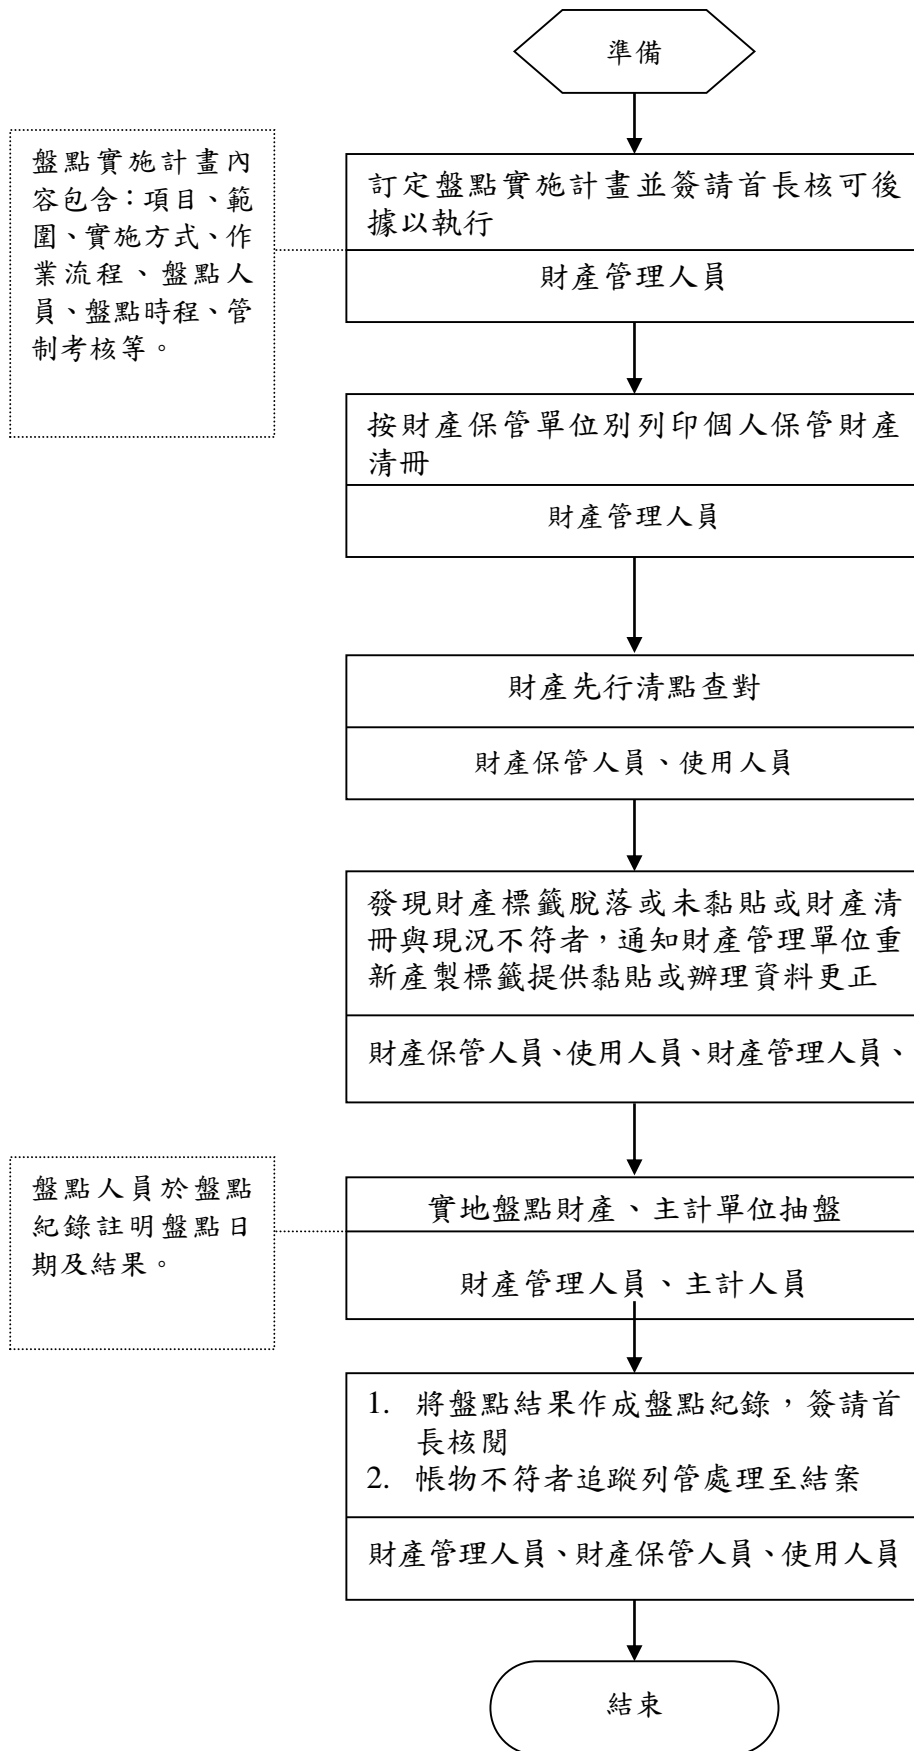 準備
盤點實施計畫內
容包含：項目、範
圍、實施方式、作
業流程、盤點人
員、盤點時程、管
制考核等。
訂定盤點實施計畫並簽請首長核可後
據以執行
財產管理人員
按財產保管單位別列印個人保管財產
清冊
財產管理人員
財產先行清點查對
財產保管人員、使用人員
發現財產標籤脫落或未黏貼或財產清
冊與現況不符者，通知財產管理單位重
新產製標籤提供黏貼或辦理資料更正
財產保管人員、使用人員、財產管理人員、
盤點人員於盤點
紀錄註明盤點日
期及結果。
實地盤點財產、主計單位抽盤
財產管理人員、主計人員
1. 將盤點結果作成盤點紀錄，簽請首
長核閱
2. 帳物不符者追蹤列管處理至結案
財產管理人員、財產保管人員、使用人員
結束